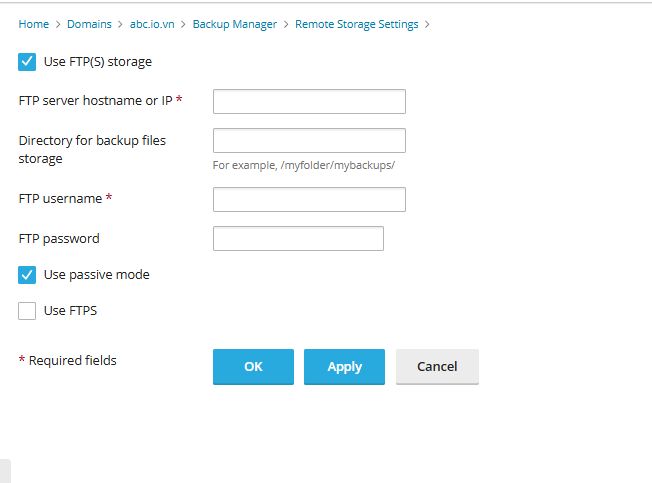 Home > Domains > abc.io.vn > Backup Manager > Remote Storage Settings >
Use FTP(S) storage
FTP server hostname or IP *
Directory for backup files
storage
For example, /myfolder/mybackups/
FTP username *
FTP password
Use passive mode
Use FTPS
* Required fields
OK
Apply
Cancel